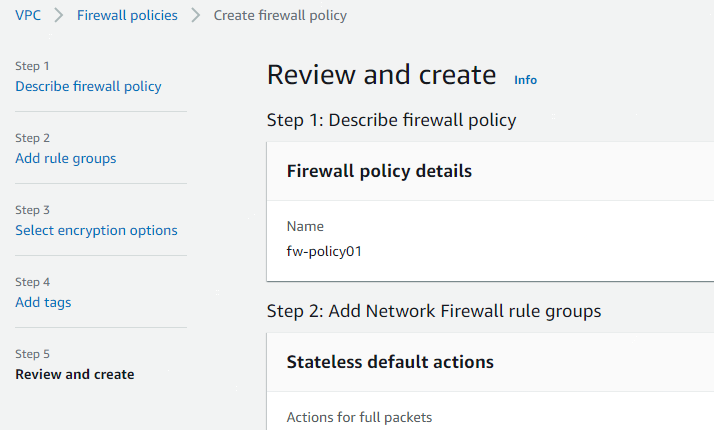 VPC > Firewall policies > Create firewall policy
Step 1
Describe firewall policy
Step 2
Add rule groups
Step 3
Select encryption options
Step 4
Add tags
Step 5
Review and create
Review and create Info
Step 1: Describe firewall policy
Firewall policy details
Name
fw-policy01
Step 2: Add Network Firewall rule groups
Stateless default actions
Actions for full packets